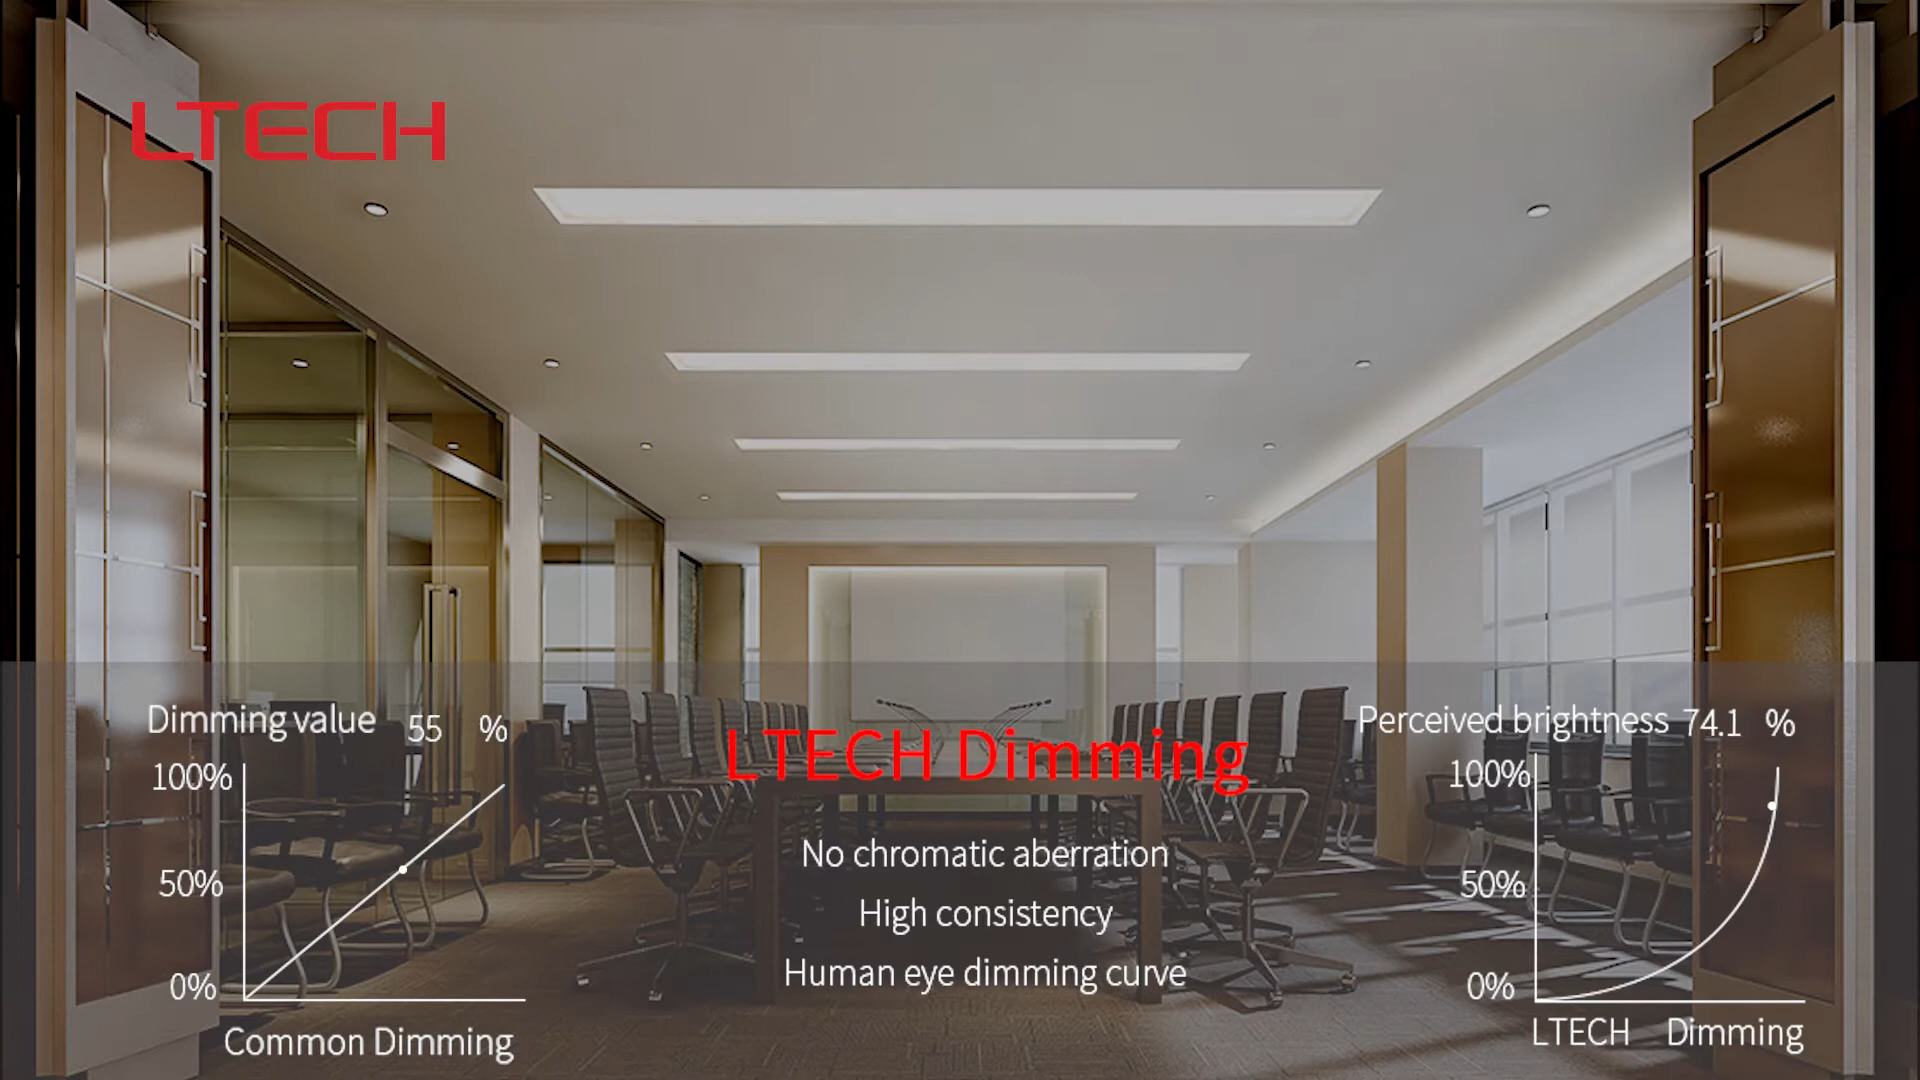 LTECH
Dimming value 55 %
100%
50%
0%
Common Dimming
LTECH Dimming
No chromatic aberration
High consistency
Human eye dimming curve
Perceived brightness 74.1 %
100%
50%
0%
LTECH Dimming